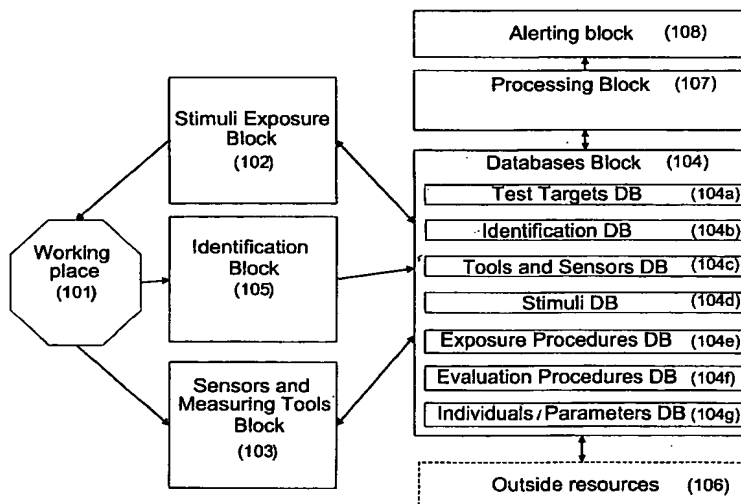 Alerting block (108)
Processing Block (107)
Stimuli Exposure
Block
(102)
Databases Block (104)
Test Targets DB (104a)
Identification DB (104b)
Tools and Sensors DB (104c)
Stimuli DB (104d)
Exposure Procedures DB (104e)
Evaluation Procedures DB (104f)
Individuals / Parameters DB (104g)
Working
place
(101)
Identification
Block
(105)
Sensors and
Measuring Tools
Block
(103)
Outside resources (106)